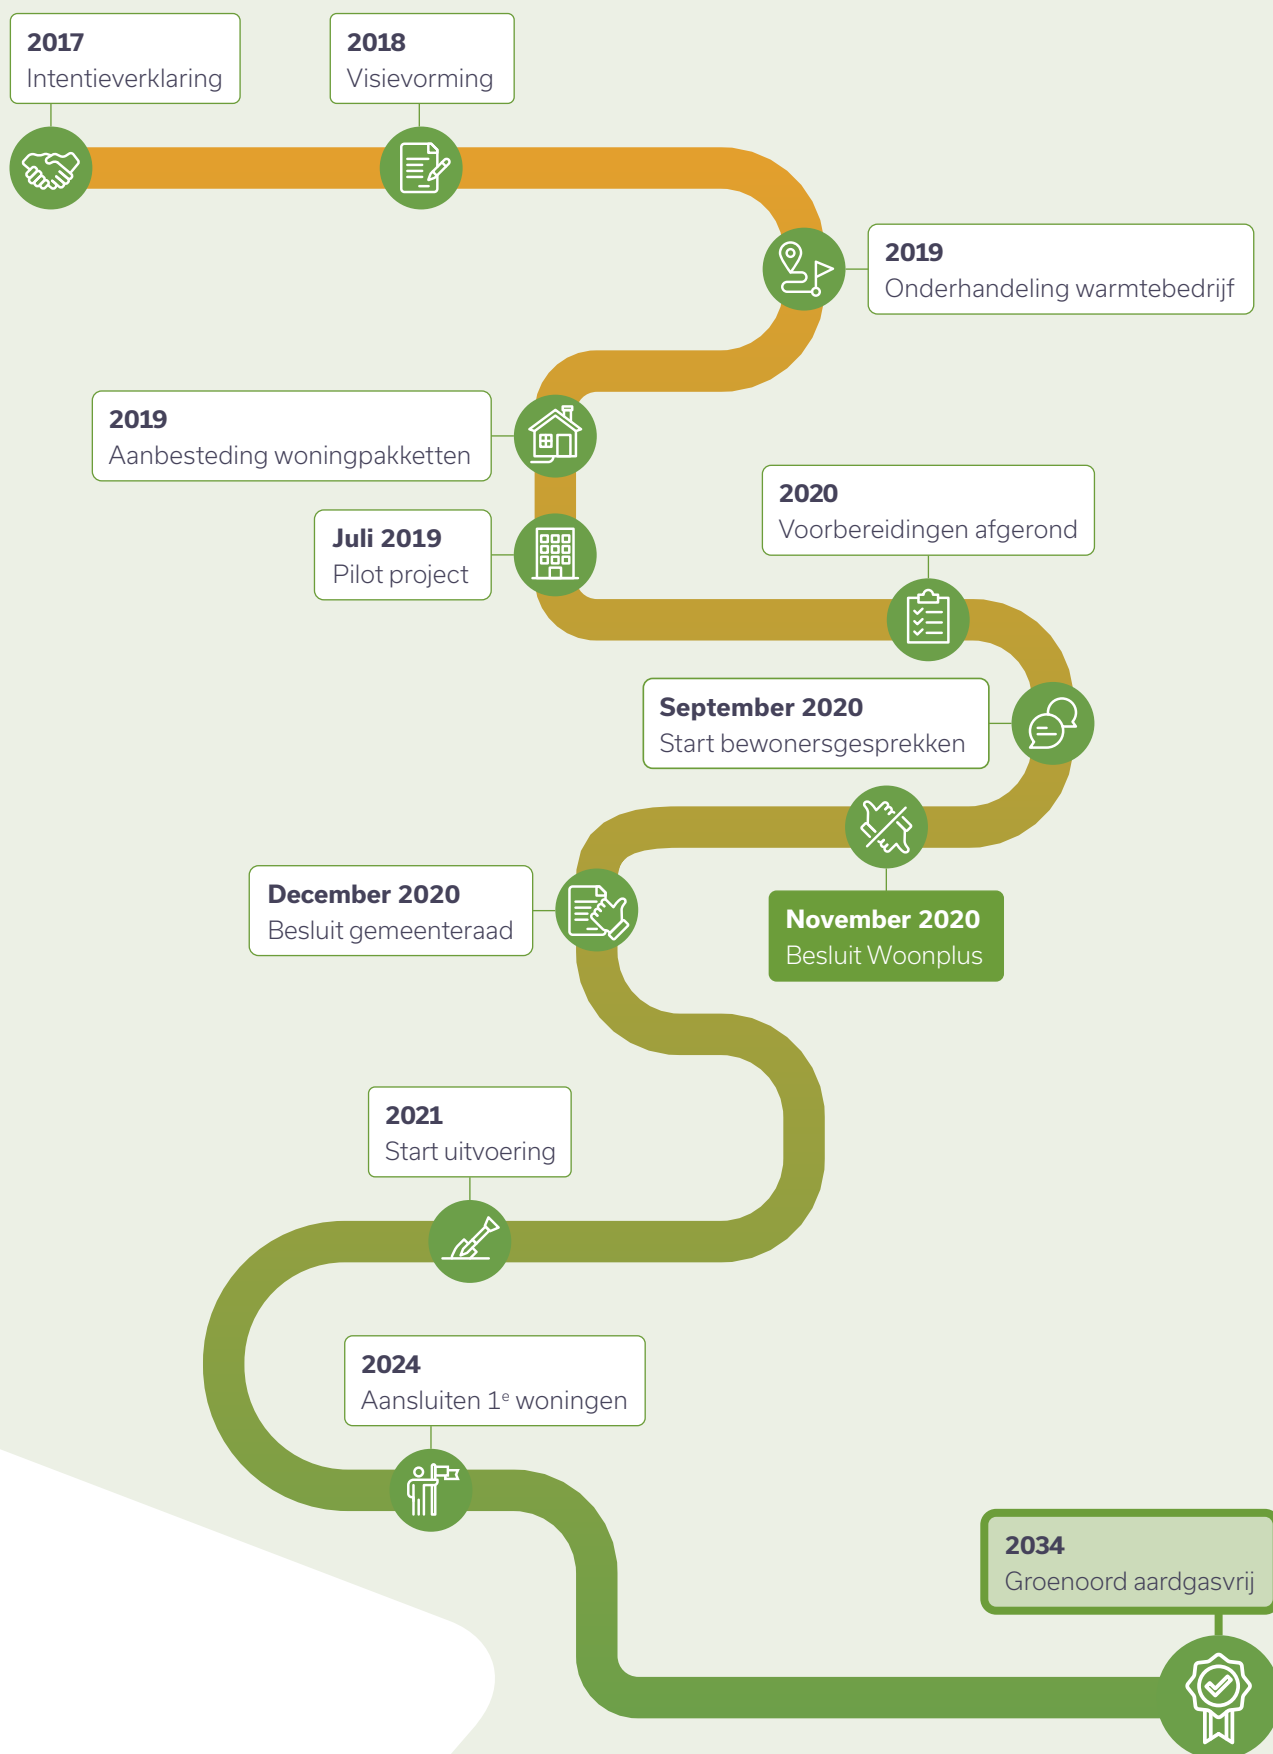 2017
Intentieverklaring
2018
Visievorming
2019
Onderhandeling warmtebedrijf
2019
Aanbesteding woningpakketten
Juli 2019
Pilot project
2020
Voorbereidingen afgerond
September 2020
Start bewonersgesprekken
November 2020
Besluit Woonplus
December 2020
Besluit gemeenteraad
2021
Start uitvoering
2024
Aansluiten 1ᵉ woningen
2034
Groenoord aardgasvrij